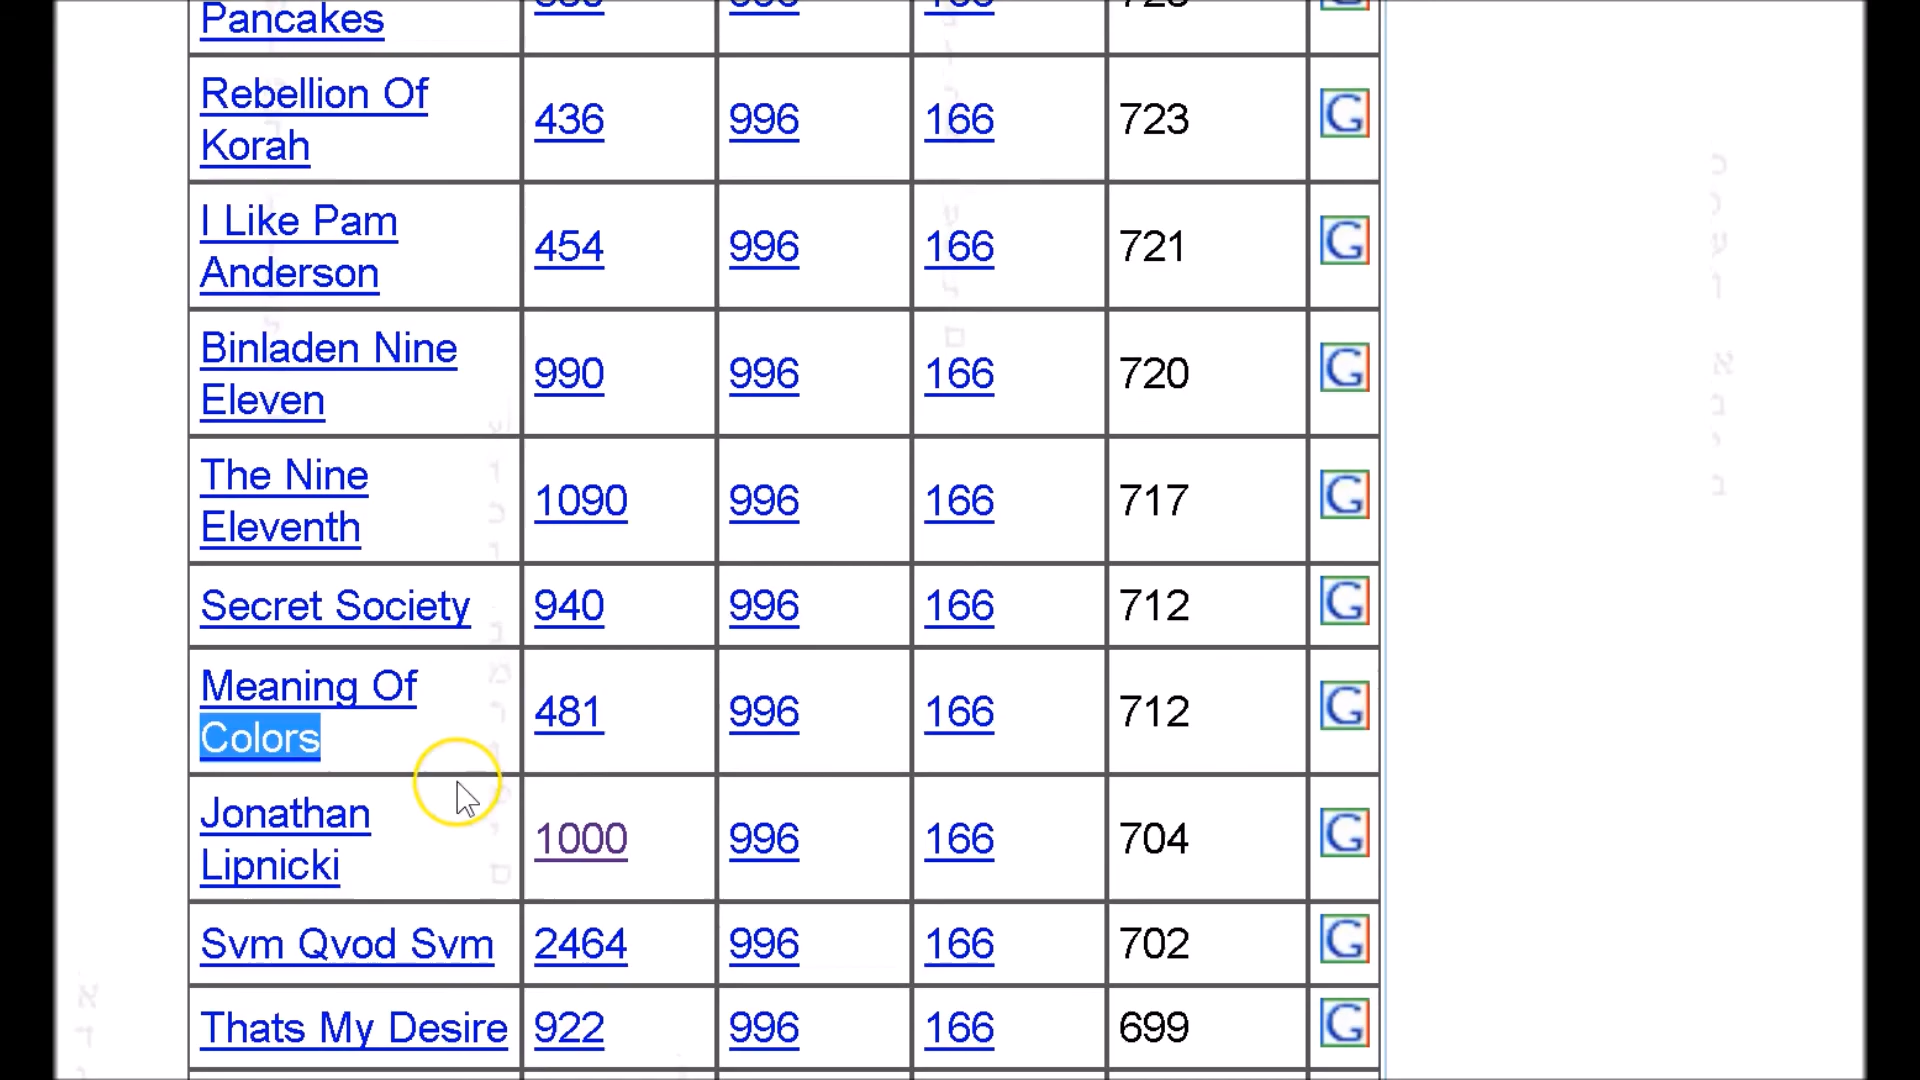 Pancakes
Rebellion Of
Korah
436 996 166 723
I Like Pam
Anderson
454 996 166 721
Binladen Nine
Eleven
990 996 166 720
The Nine
Eleventh
1090 996 166 717
Secret Society 940 996 166 712
Meaning Of
Colors
481 996 166 712
Jonathan
Lipnicki
1000 996 166 704
Svm Qvod Svm 2464 996 166 702
Thats My Desire 922 996 166 699
G
G
G
G
G
G
G
G
G